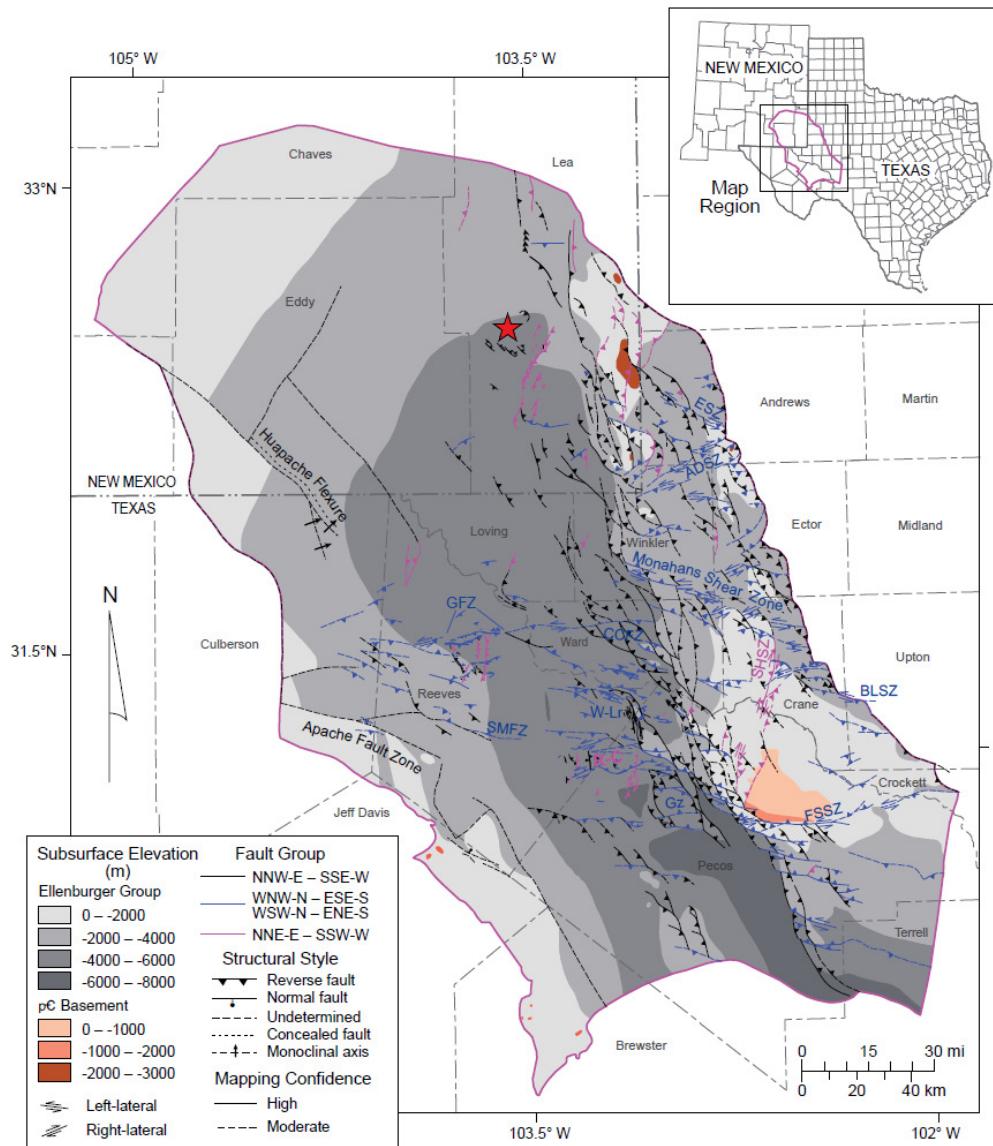 105° W
103.5° W
NEW MEXICO
TEXAS
Map
Region
Chaves
Lea
33° N
Eddy
Andrews
Martin
ESZ
ADSZ
Huapache Flexure
NEW MEXICO
TEXAS
Loving
Winkler
Ector
Midland
Monahans Shear Zone
N
GFZ
Culberson
31.5°N
Ward
SHSZ
Upton
Reeves
BLSZ
Crane
W-Lr
SMFZ
Apache Fault Zone
Crockett
Gz
FSSZ
Jeff Davis
Pecos
Terrell
Brewster
Subsurface Elevation
(m)
Ellenburger Group
0 – -2000
-2000 – -4000
-4000 – -6000
-6000 – -8000
pЄ Basement
0 – -1000
-1000 – -2000
-2000 – -3000
Left-lateral
Right-lateral
Fault Group
NNW-E – SSE-W
WNW-N – ESE-S
WSW-N – ENE-S
NNE-E – SSW-W
Structural Style
Reverse fault
Normal fault
Undetermined
Concealed fault
Monoclinal axis
Mapping Confidence
High
Moderate
0 15 30 mi
0 20 40 km
103.5° W
102° W